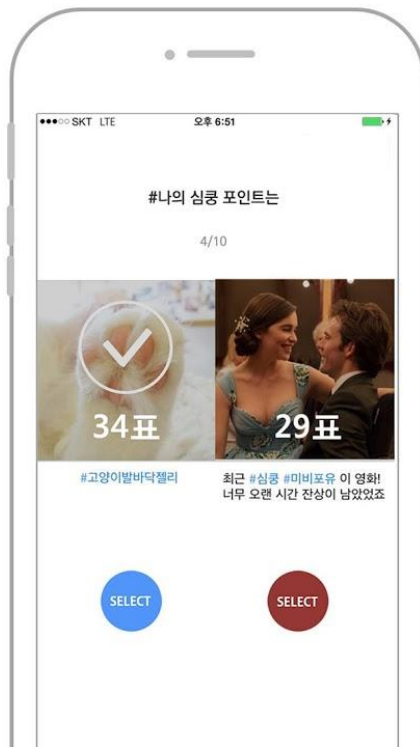 SKT LTE 오후 6:51
#나의 심쿵 포인트는
4/10
34표 29표
#고양이발바닥젤리
최근 #심쿵 #미비포유 이 영화!
너무 오랜 시간 잔상이 남았었죠
SELECT SELECT